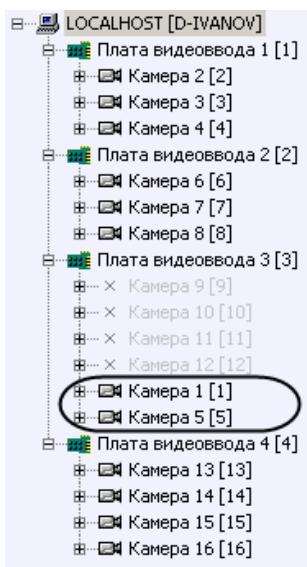 LOCALHOST [D-IVANOV]
Плата видеоввода 1 [1]
Камера 2 [2]
Камера 3 [3]
Камера 4 [4]
Плата видеоввода 2 [2]
Камера 6 [6]
Камера 7 [7]
Камера 8 [8]
Плата видеоввода 3 [3]
Камера 9 [9]
Камера 10 [10]
Камера 11 [11]
Камера 12 [12]
Камера 1 [1]
Камера 5 [5]
Плата видеоввода 4 [4]
Камера 13 [13]
Камера 14 [14]
Камера 15 [15]
Камера 16 [16]